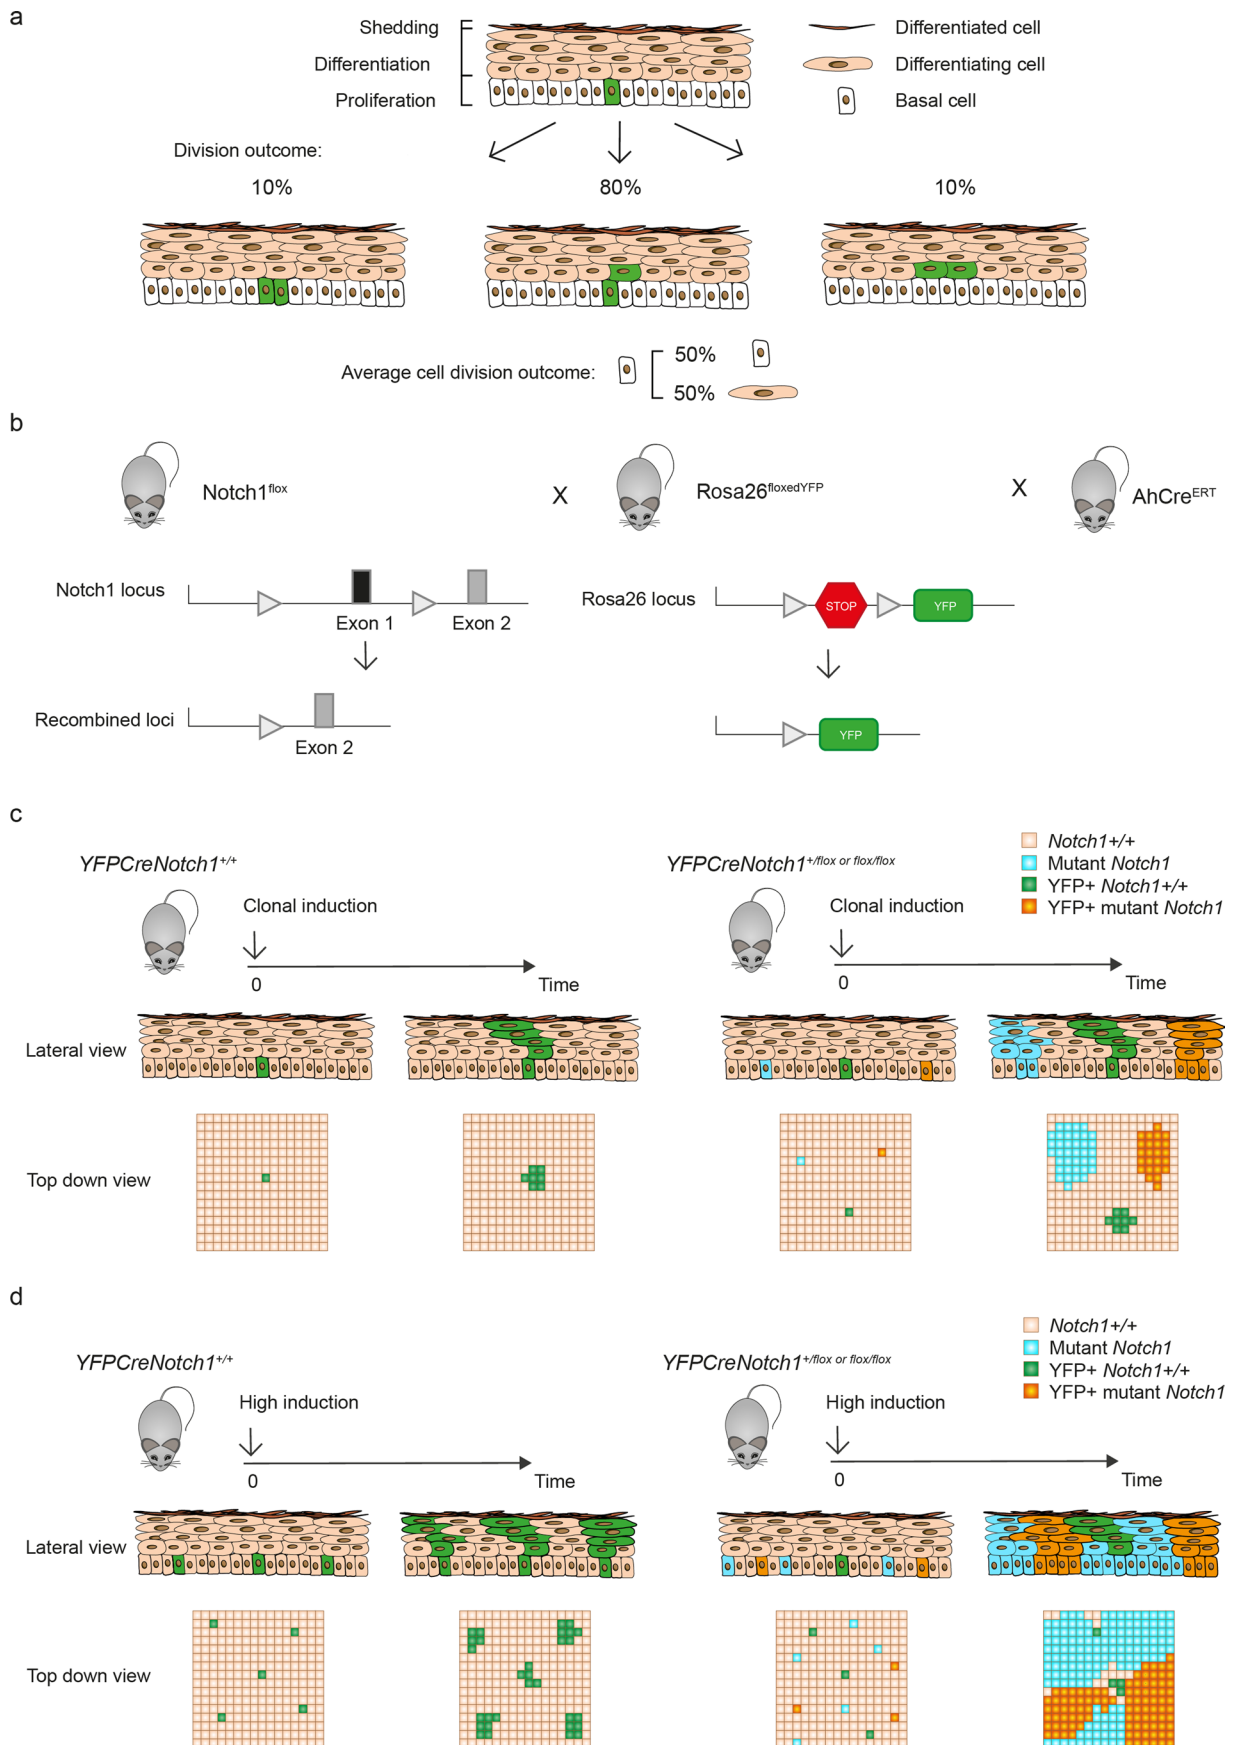 a
Shedding
Differentiation
Proliferation
Differentiated cell
Differentiating cell
Basal cell
Division outcome:
10%
80%
10%
Average cell division outcome:
50%
50%
b
Notch1flox
X
Rosa26floxedYFP
X
AhCreERT
Notch1 locus
Exon 1
Exon 2
Rosa26 locus
STOP
YFP
Recombined loci
Exon 2
YFP
c
YFPCreNotch1+/+
Clonal induction
0
Time
YFPCreNotch1+/flox or flox/flox
Clonal induction
0
Time
Notch1+/+
Mutant Notch1
YFP+ Notch1+/+
YFP+ mutant Notch1
Lateral view
Top down view
d
YFPCreNotch1+/+
High induction
0
Time
YFPCreNotch1+/flox or flox/flox
High induction
0
Time
Notch1+/+
Mutant Notch1
YFP+ Notch1+/+
YFP+ mutant Notch1
Lateral view
Top down view